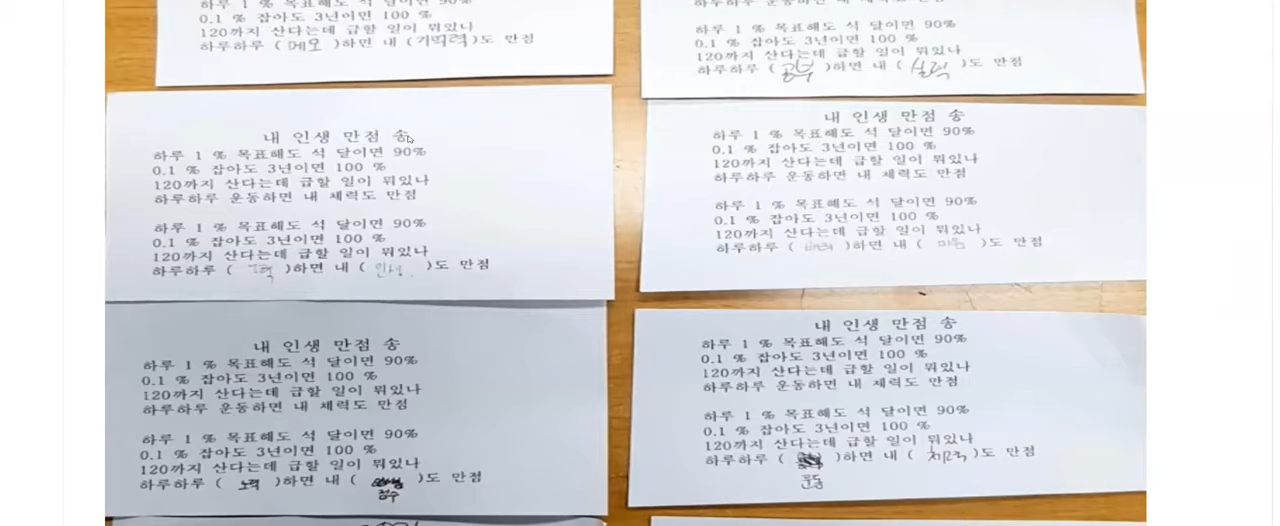 하루 1 % 목표해도 석 달이면 90%
0.1 % 잡아도 3년이면 100 %
120까지 산다는데 급할 일이 뭐있나
하루하루 ( 메모 )하면 내 (기억력)도 만점
하루하루 운동하면 내 체력도 만점
하루 1 % 목표해도 석 달이면 90%
0.1 % 잡아도 3년이면 100 %
120까지 산다는데 급할 일이 뭐있나
하루하루 ( 공부 )하면 내 ( 실력 )도 만점
내 인생 만점 송
하루 1 % 목표해도 석 달이면 90%
0.1 % 잡아도 3년이면 100 %
120까지 산다는데 급할 일이 뭐있나
하루하루 운동하면 내 체력도 만점
하루 1 % 목표해도 석 달이면 90%
0.1 % 잡아도 3년이면 100 %
120까지 산다는데 급할 일이 뭐있나
하루하루 ( )하면 내 ( 인생 )도 만점
내 인생 만점 송
하루 1 % 목표해도 석 달이면 90%
0.1 % 잡아도 3년이면 100 %
120까지 산다는데 급할 일이 뭐있나
하루하루 운동하면 내 체력도 만점
하루 1 % 목표해도 석 달이면 90%
0.1 % 잡아도 3년이면 100 %
120까지 산다는데 급할 일이 뭐있나
하루하루 ( )하면 내 ( 마음 )도 만점
내 인생 만점 송
하루 1 % 목표해도 석 달이면 90%
0.1 % 잡아도 3년이면 100 %
120까지 산다는데 급할 일이 뭐있나
하루하루 운동하면 내 체력도 만점
하루 1 % 목표해도 석 달이면 90%
0.1 % 잡아도 3년이면 100 %
120까지 산다는데 급할 일이 뭐있나
하루하루 ( 노력 )하면 내 ( )도 만점
점수
내 인생 만점 송
하루 1 % 목표해도 석 달이면 90%
0.1 % 잡아도 3년이면 100 %
120까지 산다는데 급할 일이 뭐있나
하루하루 운동하면 내 체력도 만점
하루 1 % 목표해도 석 달이면 90%
0.1 % 잡아도 3년이면 100 %
120까지 산다는데 급할 일이 뭐있나
하루하루 ( )하면 내 ( 체력 )도 만점
운동